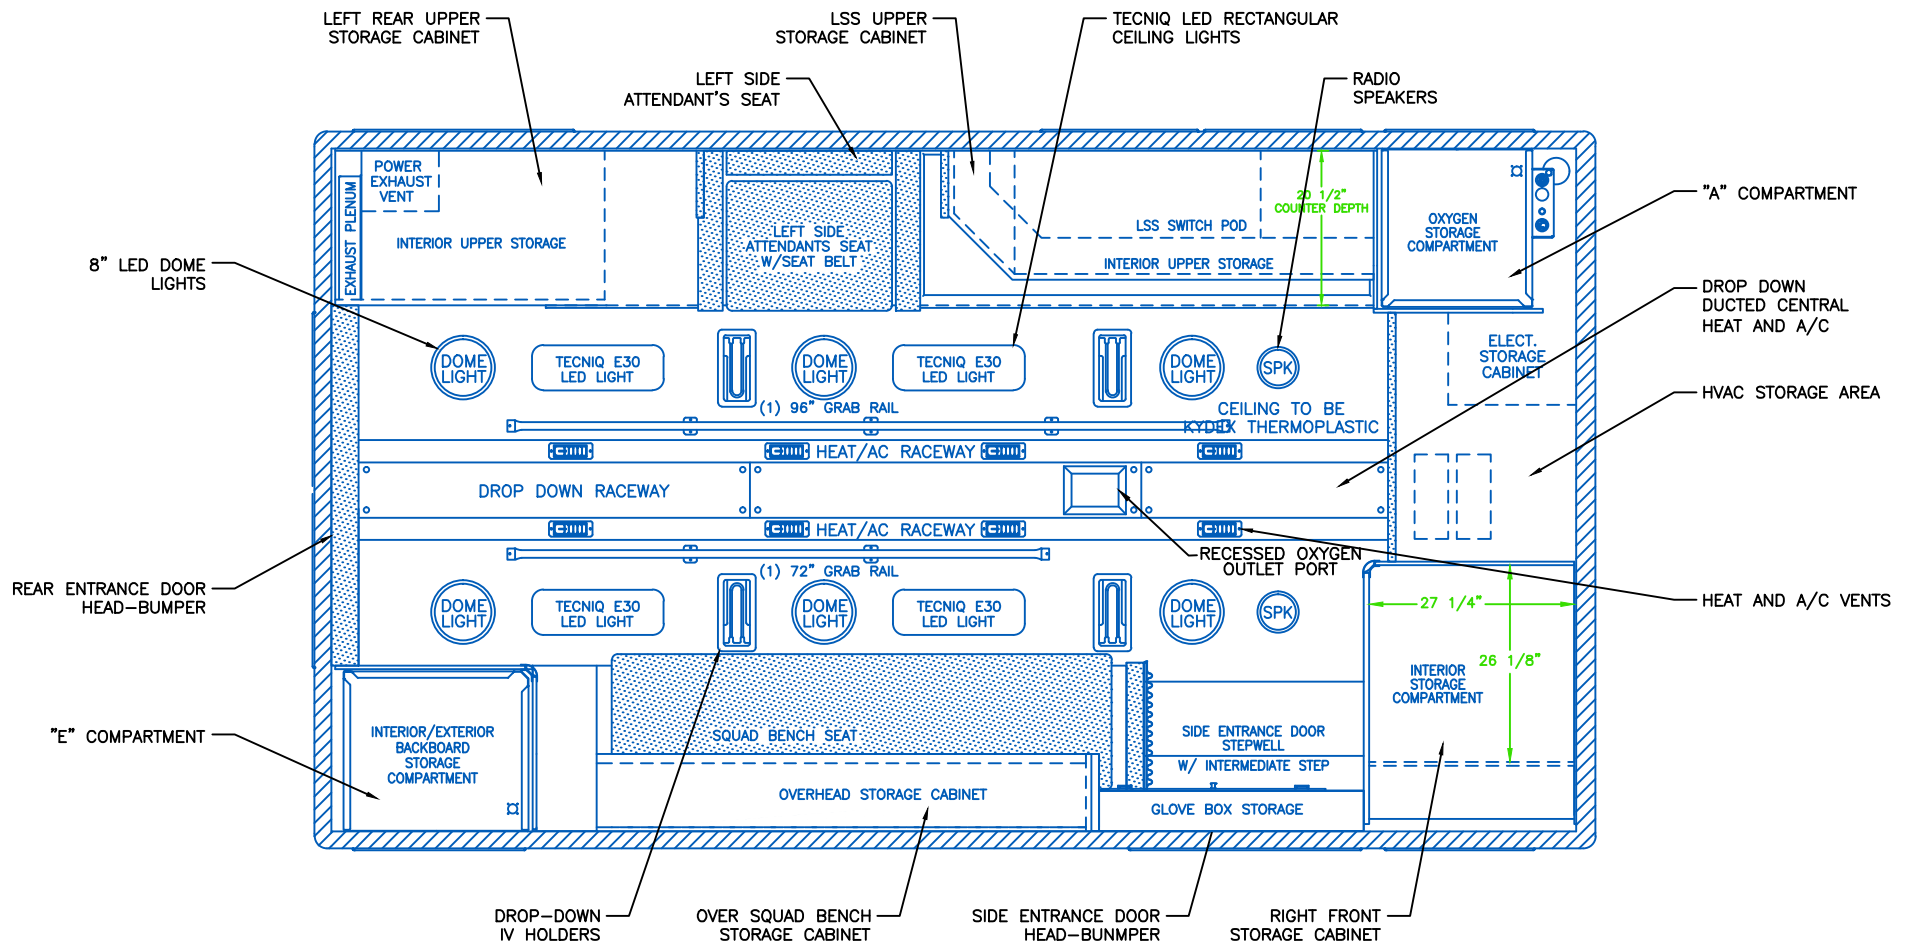 LEFT REAR UPPER
STORAGE CABINET
LSS UPPER
STORAGE CABINET
TECNIQ LED RECTANGULAR
CEILING LIGHTS
LEFT SIDE
ATTENDANT'S SEAT
RADIO
SPEAKERS
POWER
EXHAUST
VENT
EXHAUST PLENUM
INTERIOR UPPER STORAGE
LEFT SIDE
ATTENDANTS SEAT
W/SEAT BELT
LSS SWITCH POD
INTERIOR UPPER STORAGE
20 1/2"
COUNTER DEPTH
OXYGEN
STORAGE
COMPARTMENT
"A" COMPARTMENT
8" LED DOME
LIGHTS
DROP DOWN
DUCTED CENTRAL
HEAT AND A/C
DOME
LIGHT
TECNIQ E30
LED LIGHT
DOME
LIGHT
TECNIQ E30
LED LIGHT
DOME
LIGHT
SPK
ELECT.
STORAGE
CABINET
HVAC STORAGE AREA
(1) 96" GRAB RAIL
CEILING TO BE
KYDEX THERMOPLASTIC
HEAT/AC RACEWAY
DROP DOWN RACEWAY
HEAT/AC RACEWAY
RECESSED OXYGEN
OUTLET PORT
(1) 72" GRAB RAIL
REAR ENTRANCE DOOR
HEAD-BUMPER
DOME
LIGHT
TECNIQ E30
LED LIGHT
DOME
LIGHT
TECNIQ E30
LED LIGHT
DOME
LIGHT
SPK
27 1/4"
HEAT AND A/C VENTS
26 1/8"
INTERIOR
STORAGE
COMPARTMENT
"E" COMPARTMENT
INTERIOR/EXTERIOR
BACKBOARD
STORAGE
COMPARTMENT
SQUAD BENCH SEAT
SIDE ENTRANCE DOOR
STEPWELL
W/ INTERMEDIATE STEP
OVERHEAD STORAGE CABINET
GLOVE BOX STORAGE
DROP-DOWN
IV HOLDERS
OVER SQUAD BENCH
STORAGE CABINET
SIDE ENTRANCE DOOR
HEAD-BUNMPER
RIGHT FRONT
STORAGE CABINET